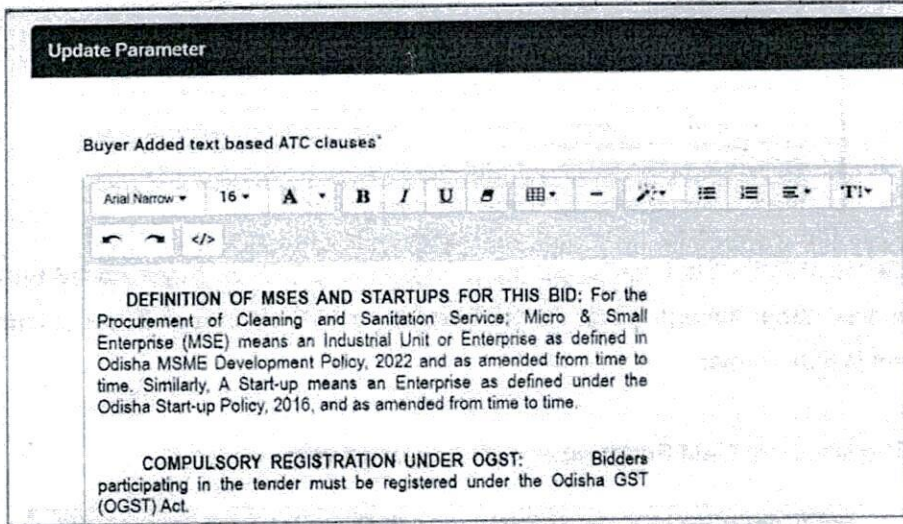 Update Parameter
Buyer Added text based ATC clauses*
Arial Narrow 16 A B I U T!
</>
DEFINITION OF MSES AND STARTUPS FOR THIS BID: For the
Procurement of Cleaning and Sanitation Service; Micro & Small
Enterprise (MSE) means an Industrial Unit or Enterprise as defined in
Odisha MSME Development Policy, 2022 and as amended from time to
time. Similarly, A Start-up means an Enterprise as defined under the
Odisha Start-up Policy, 2016, and as amended from time to time.
COMPULSORY REGISTRATION UNDER OGST: Bidders
participating in the tender must be registered under the Odisha GST
(OGST) Act.